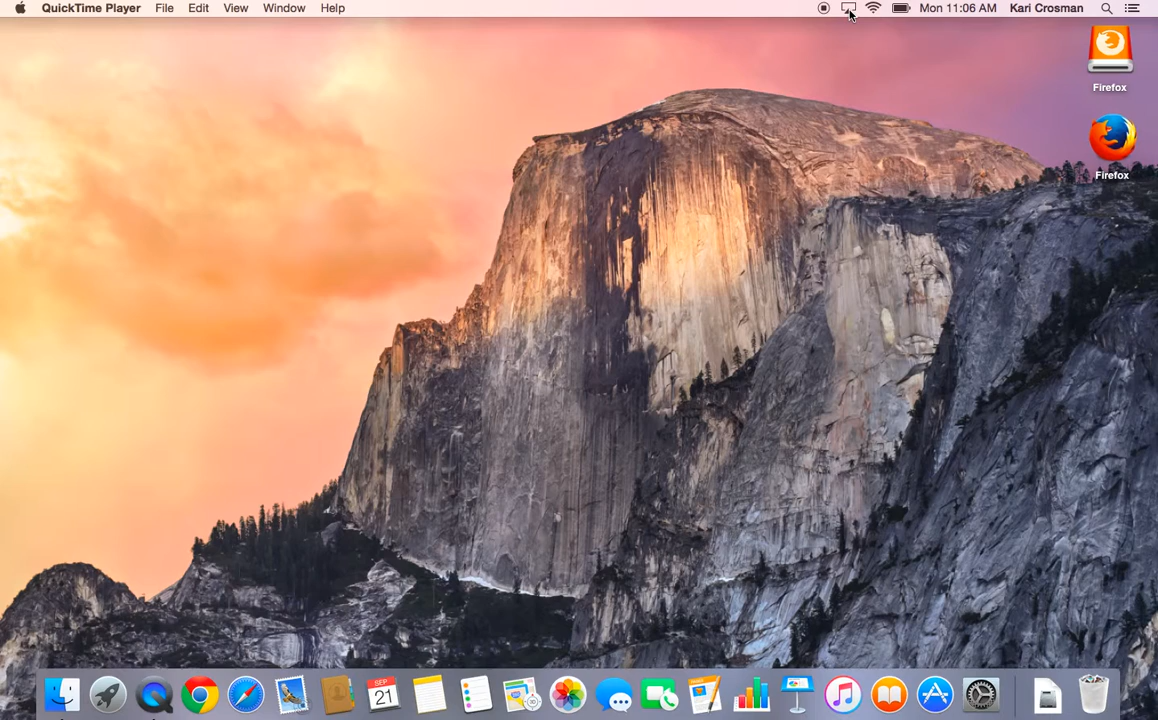 QuickTime Player File Edit View Window Help Mon 11:06 AM Kari Crosman
Firefox
Firefox
SEP
21